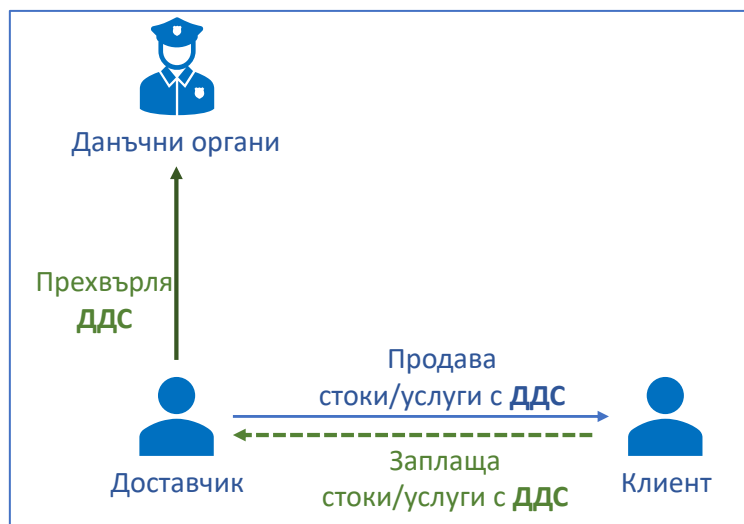 Данъчни органи
Прехвърля
ДДС
Продава
стоки/услуги с ДДС
Заплаща
стоки/услуги с ДДС
Доставчик
Клиент